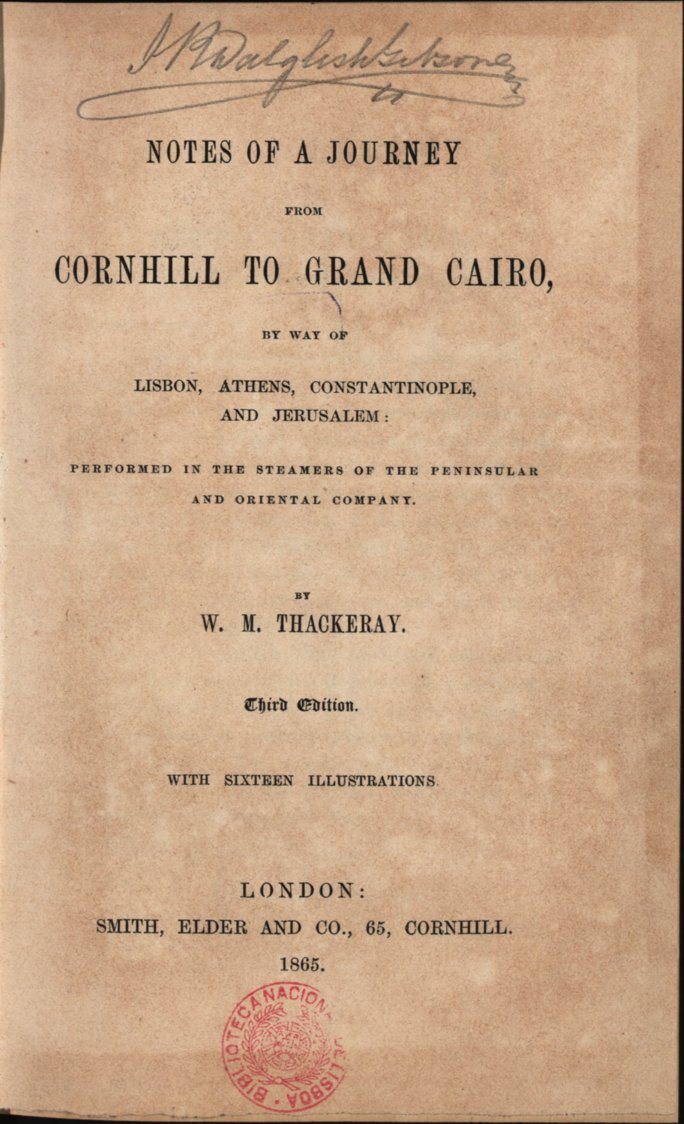 NOTES OF A JOURNEY
FROM
CORNHILL TO GRAND CAIRO,
BY WAY OF
LISBON, ATHENS, CONSTANTINOPLE,
AND JERUSALEM:
PERFORMED IN THE STEAMERS OF THE PENINSULAR
AND ORIENTAL COMPANY.
BY
W. M. THACKERAY.
Third Edition.
WITH SIXTEEN ILLUSTRATIONS.
LONDON:
SMITH, ELDER AND CO., 65, CORNHILL.
1865.
BIBLIOTECA NACIONAL DE LISBOA